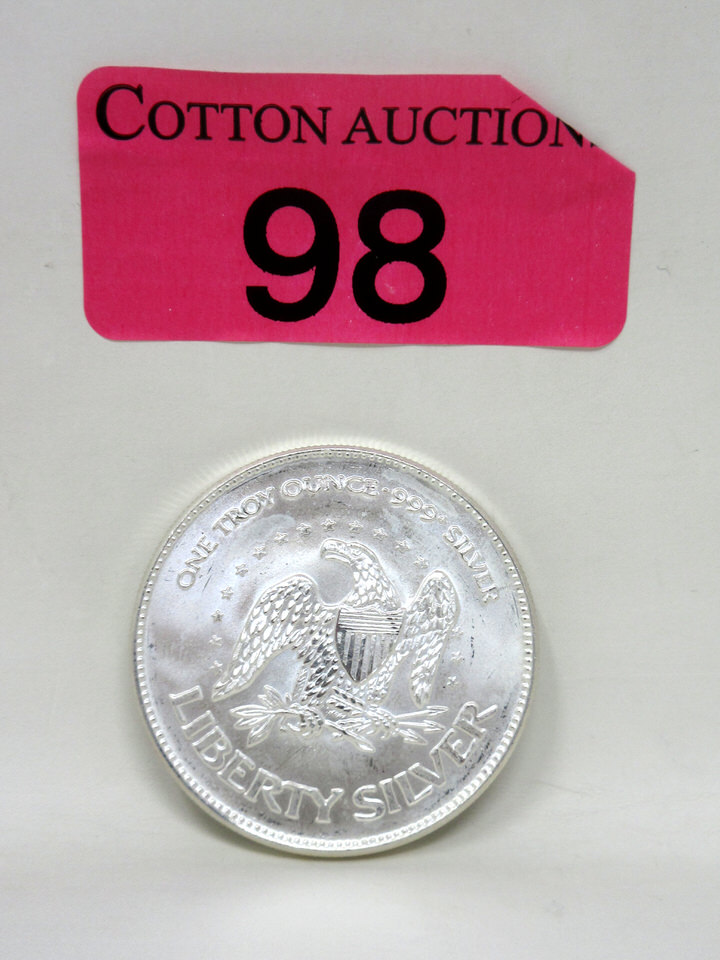 COTTON AUCTION
98
ONE TROY OUNCE · 999+ SILVER
LIBERTY SILVER